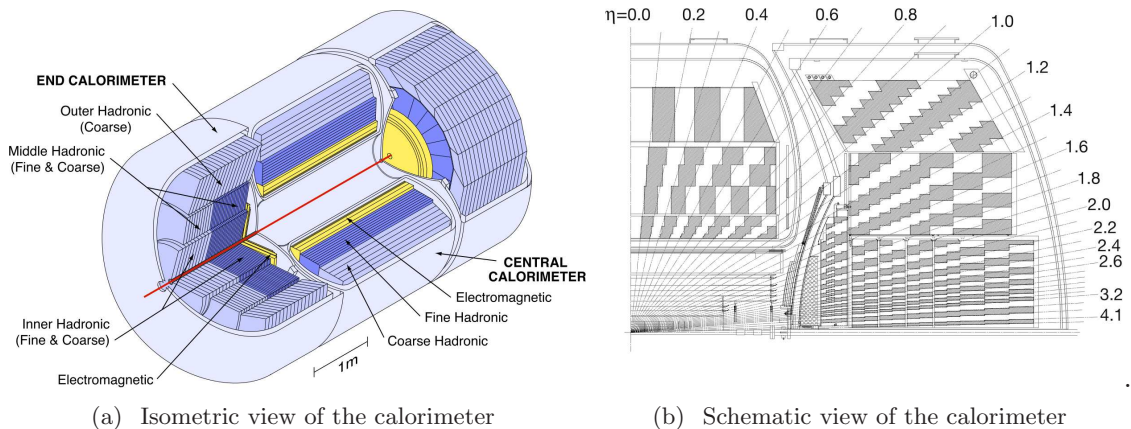 END CALORIMETER
Outer Hadronic
(Coarse)
Middle Hadronic
(Fine & Coarse)
Inner Hadronic
(Fine & Coarse)
Electromagnetic
1m
CENTRAL
CALORIMETER
Electromagnetic
Fine Hadronic
Coarse Hadronic
(a) Isometric view of the calorimeter
η=0.0 0.2 0.4 0.6 0.8 1.0
1.2
1.4
1.6
1.8
2.0
2.2
2.4
2.6
3.2
4.1
.
(b) Schematic view of the calorimeter